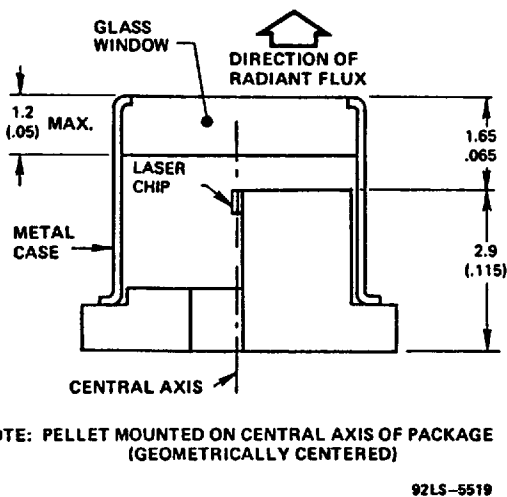 GLASS
WINDOW
DIRECTION OF
RADIANT FLUX
1.2
(.05) MAX.
1.65
.065
LASER
CHIP
METAL
CASE
2.9
(.115)
CENTRAL AXIS
OTE: PELLET MOUNTED ON CENTRAL AXIS OF PACKAGE
(GEOMETRICALLY CENTERED)
92LS-5519